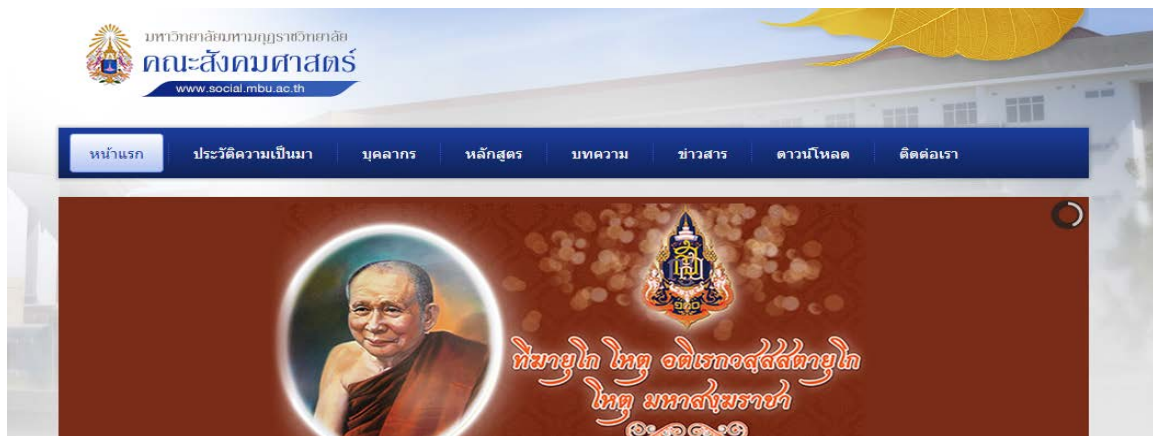 มหาวิทยาลัยมหามกุฏราชวิทยาลัย
คณะสังคมศาสตร์
www.social.mbu.ac.th
หน้าแรก ประวัติความเป็นมา บุคลากร หลักสูตร บทความ ข่าวสาร ดาวน์โหลด ติดต่อเรา
ทีฆายุโก โหตุ อติเรกวสฺสสตายุโก
โหตุ มหาสงฺฆราชา